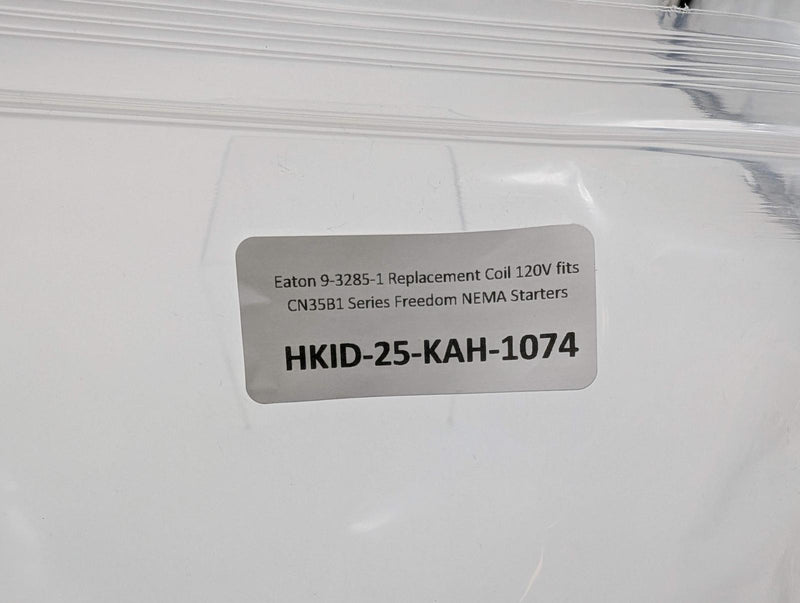 Eaton 9-3285-1 Replacement Coil 120V fits
CN35B1 Series Freedom NEMA Starters
HKID-25-KAH-1074